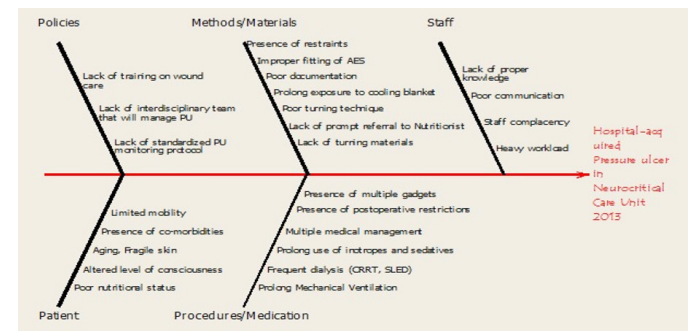 Policies
Methods/Materials
Staff
Lack of training on wound
care
Lack of interdisciplinary team
that will manage PU
Lack of standardized PU
monitoring protocol
Presence of restraints
Improper fitting of AES
Poor documentation
Prolong exposure to cooling blanket
Poor turning technique
Lack of prompt referral to Nutritionist
Lack of turning materials
Lack of proper
knowledge
Poor communication
Staff complacency
Heavy workload
Hospital-acq
uired
Pressure ulcer
in
Neurocritical
Care Unit
2013
Limited mobility
Presence of co-morbidities
Aging, Fragile skin
Altered level of consciousness
Poor nutritional status
Presence of multiple gadgets
Presence of postoperative restrictions
Multiple medical management
Prolong use of inotropes and sedatives
Frequent dialysis (CRRT, SLED)
Prolong Mechanical Ventilation
Patient
Procedures/Medication